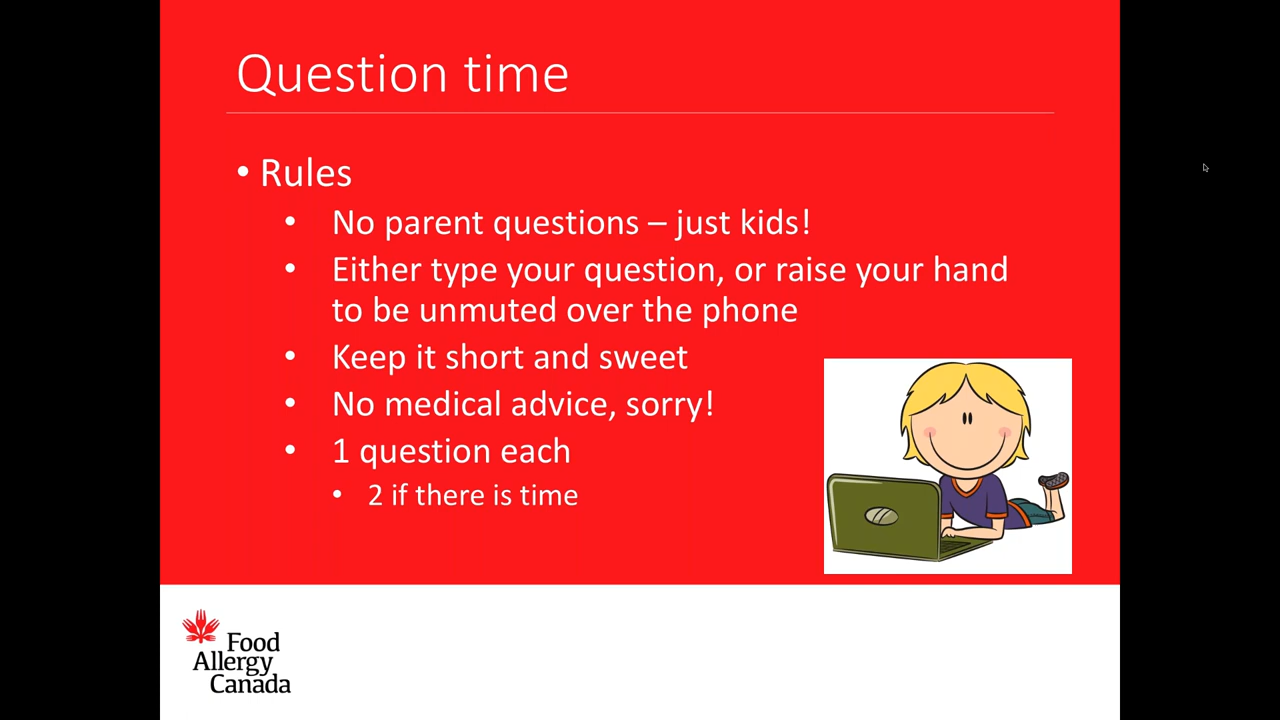 Question time
• Rules
• No parent questions – just kids!
• Either type your question, or raise your hand
to be unmuted over the phone
• Keep it short and sweet
• No medical advice, sorry!
• 1 question each
• 2 if there is time
Food
Allergy
Canada